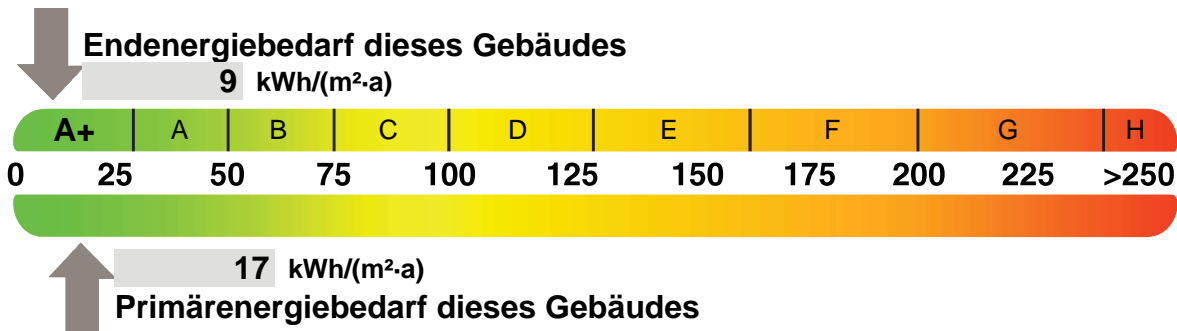 Endenergiebedarf dieses Gebäudes
9 kWh/(m²·a)
A+ A B C D E F G H
0 25 50 75 100 125 150 175 200 225 >250
17 kWh/(m²·a)
Primärenergiebedarf dieses Gebäudes